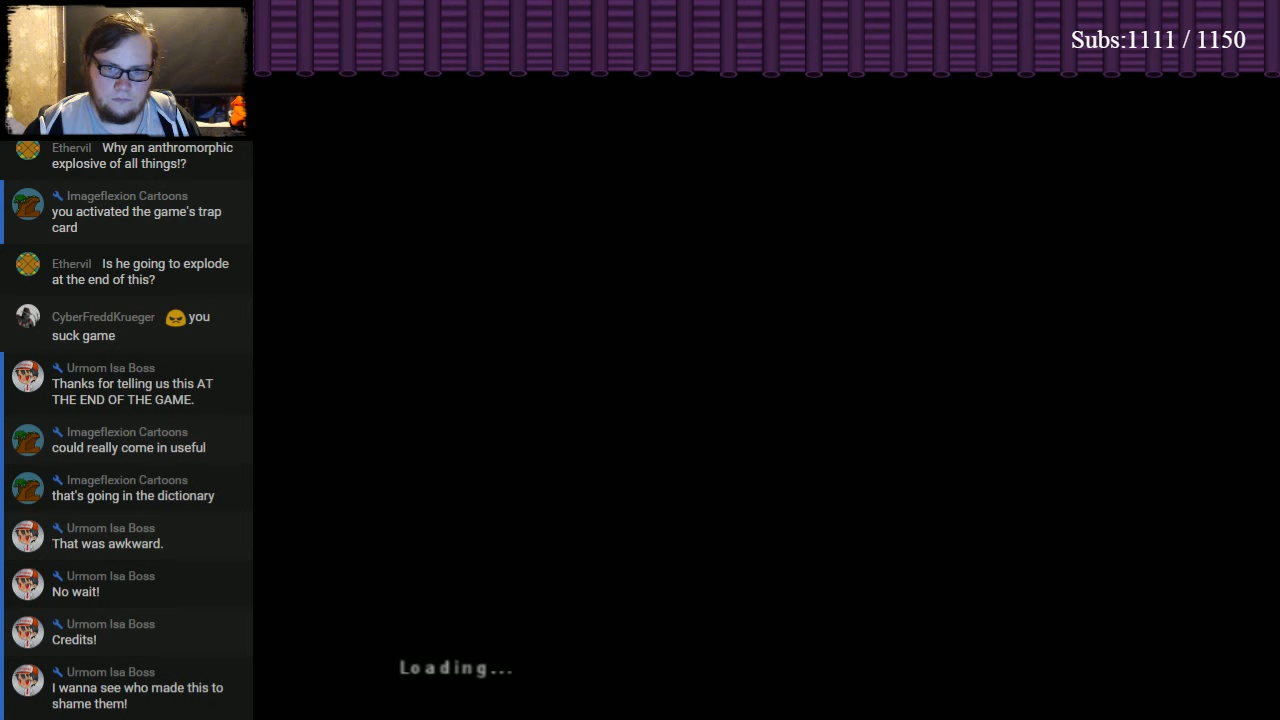 Subs:1111 / 1150
Ethervil Why an anthromorphic
explosive of all things!?
Imageflexion Cartoons
you activated the game's trap
card
Ethervil Is he going to explode
at the end of this?
CyberFreddKrueger you
suck game
Urmom Isa Boss
Thanks for telling us this AT
THE END OF THE GAME.
Imageflexion Cartoons
could really come in useful
Imageflexion Cartoons
that's going in the dictionary
Urmom Isa Boss
That was awkward.
Urmom Isa Boss
No wait!
Urmom Isa Boss
Credits!
Urmom Isa Boss
I wanna see who made this to
shame them!
Loading...